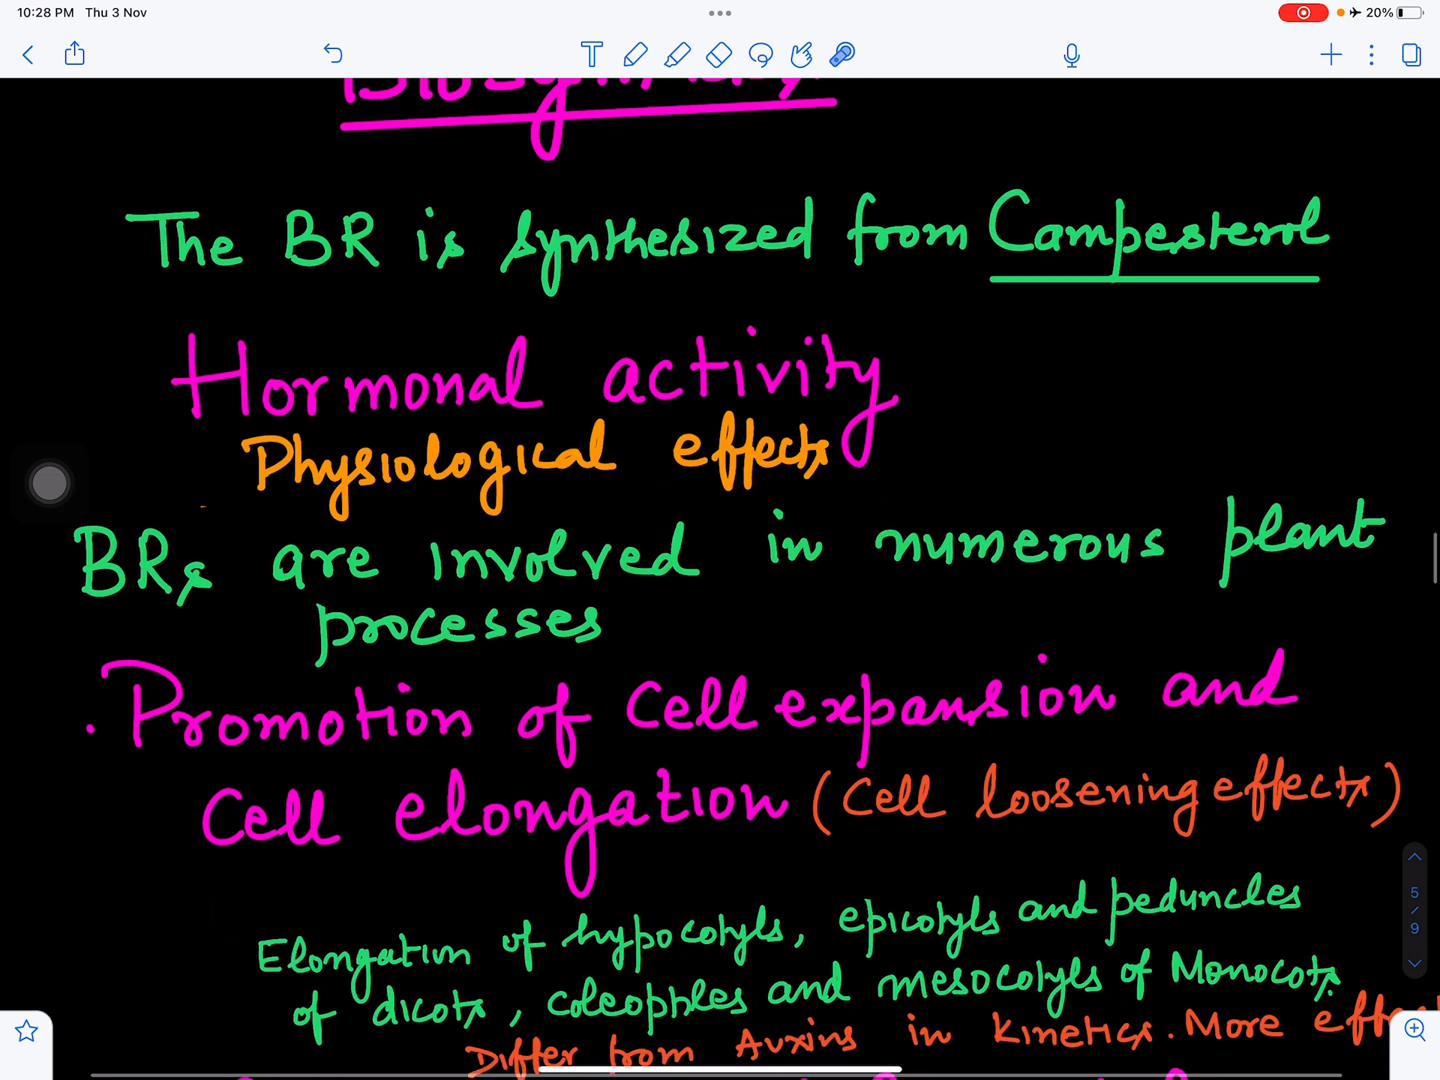 10:28 PM Thu 3 Nov
20%
Biosynthesis
The BR is synthesized from Campesterol
Hormonal activity
Physiological effects
BRs are involved in numerous plant
processes
. Promotion of Cell expansion and
Cell elongation (Cell loosening effects)
Elongation of hypocotyls, epicotyls and peduncles
of dicots, coleoptiles and mesocotyls of Monocots.
Differ from Auxins in kinetics. More effe
5
/
9